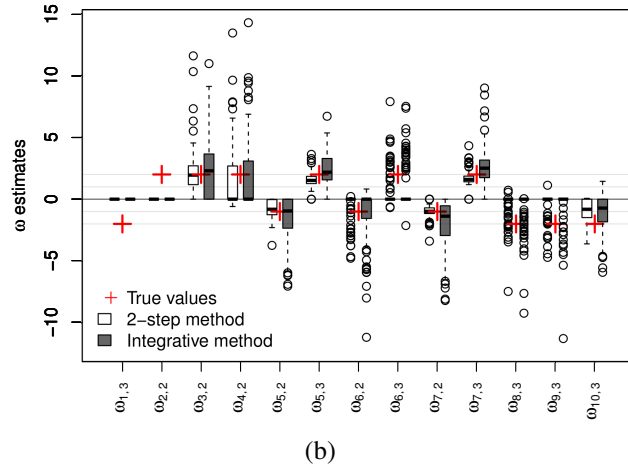 15
10
5
0
−5
−10
ω estimates
True values
2−step method
Integrative method
ω1, 3
ω2, 2
ω3, 2
ω4, 2
ω5, 2
ω5, 3
ω6, 2
ω6, 3
ω7, 2
ω7, 3
ω8, 3
ω9, 3
ω10, 3
(b)